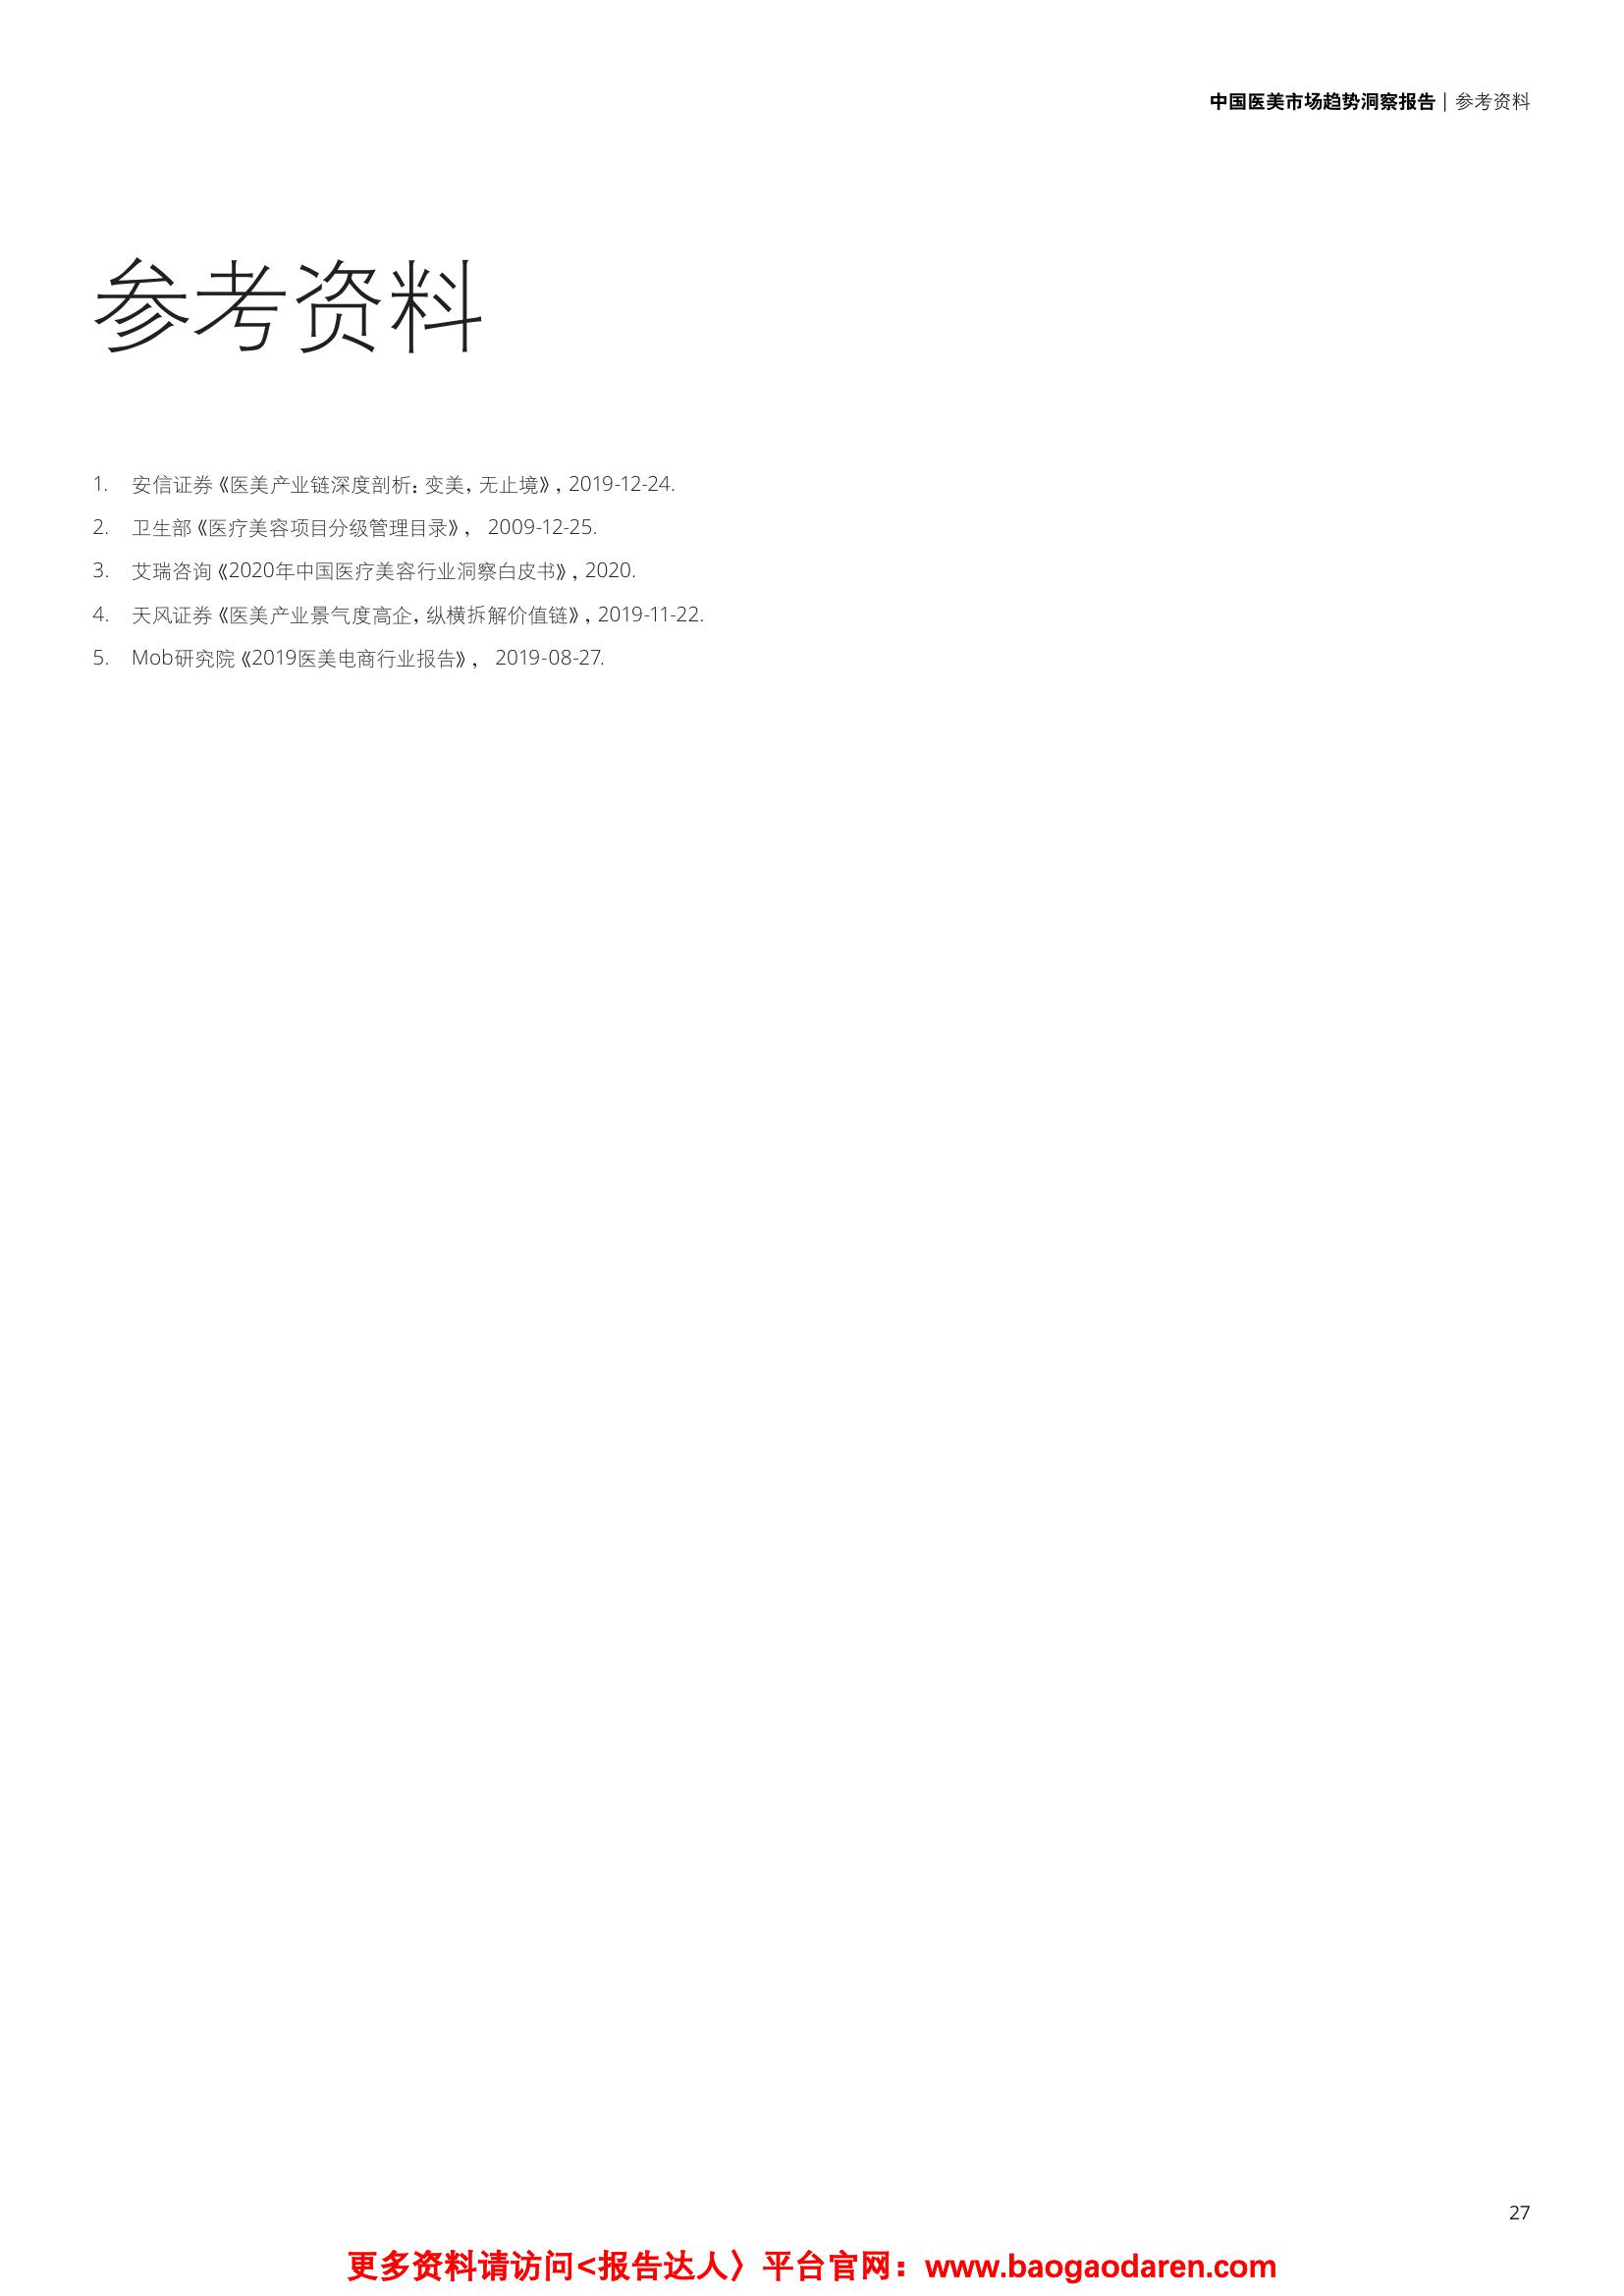 中国医美市场趋势洞察报告 | 参考资料
参考资料
1. 安信证券《医美产业链深度剖析：变美，无止境》，2019-12-24.
2. 卫生部《医疗美容项目分级管理目录》， 2009-12-25.
3. 艾瑞咨询《2020年中国医疗美容行业洞察白皮书》，2020.
4. 天风证券《医美产业景气度高企，纵横拆解价值链》，2019-11-22.
5. Mob研究院《2019医美电商行业报告》， 2019-08-27.
27
更多资料请访问<报告达人〉平台官网：www.baogaodaren.com